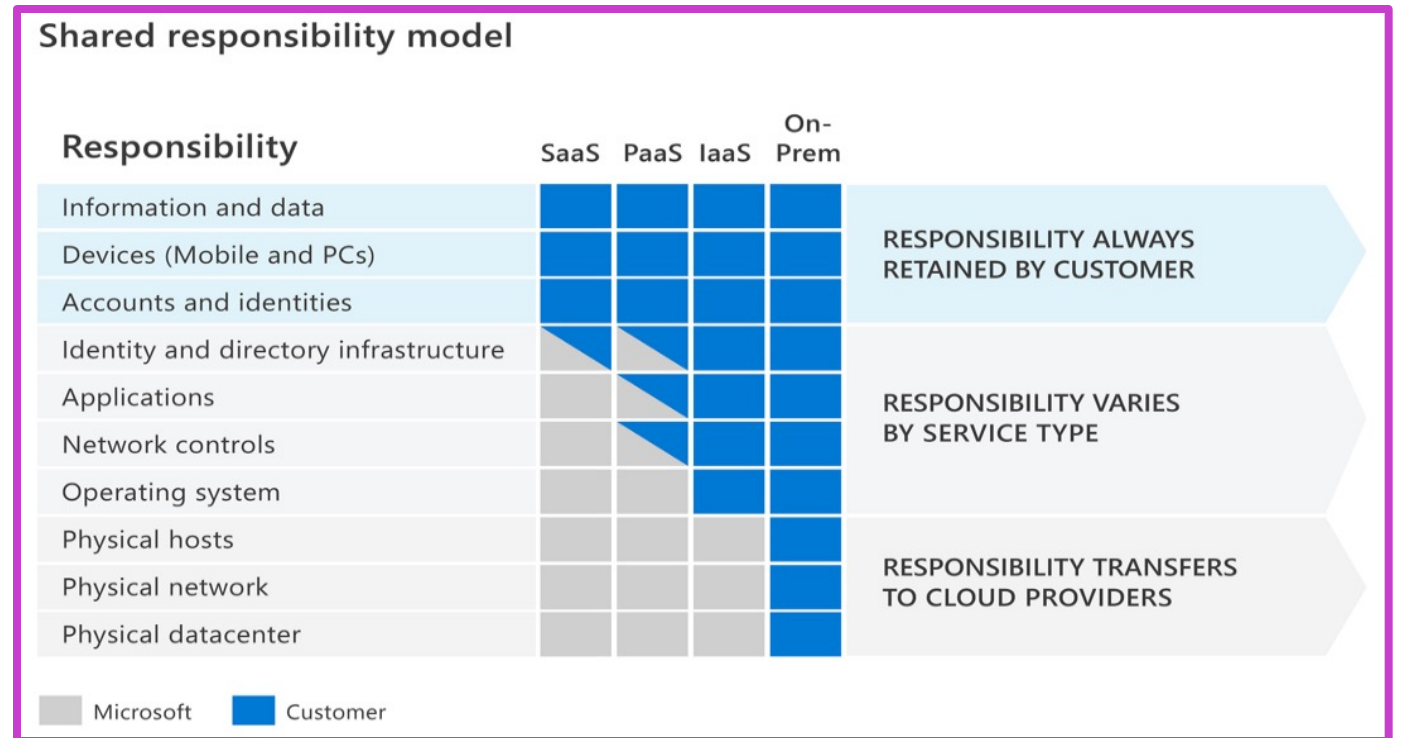 Shared responsibility model
Responsibility
SaaS PaaS IaaS On-
Prem
Information and data
Devices (Mobile and PCs)
Accounts and identities
RESPONSIBILITY ALWAYS
RETAINED BY CUSTOMER
Identity and directory infrastructure
Applications
Network controls
Operating system
RESPONSIBILITY VARIES
BY SERVICE TYPE
Physical hosts
Physical network
Physical datacenter
RESPONSIBILITY TRANSFERS
TO CLOUD PROVIDERS
Microsoft Customer